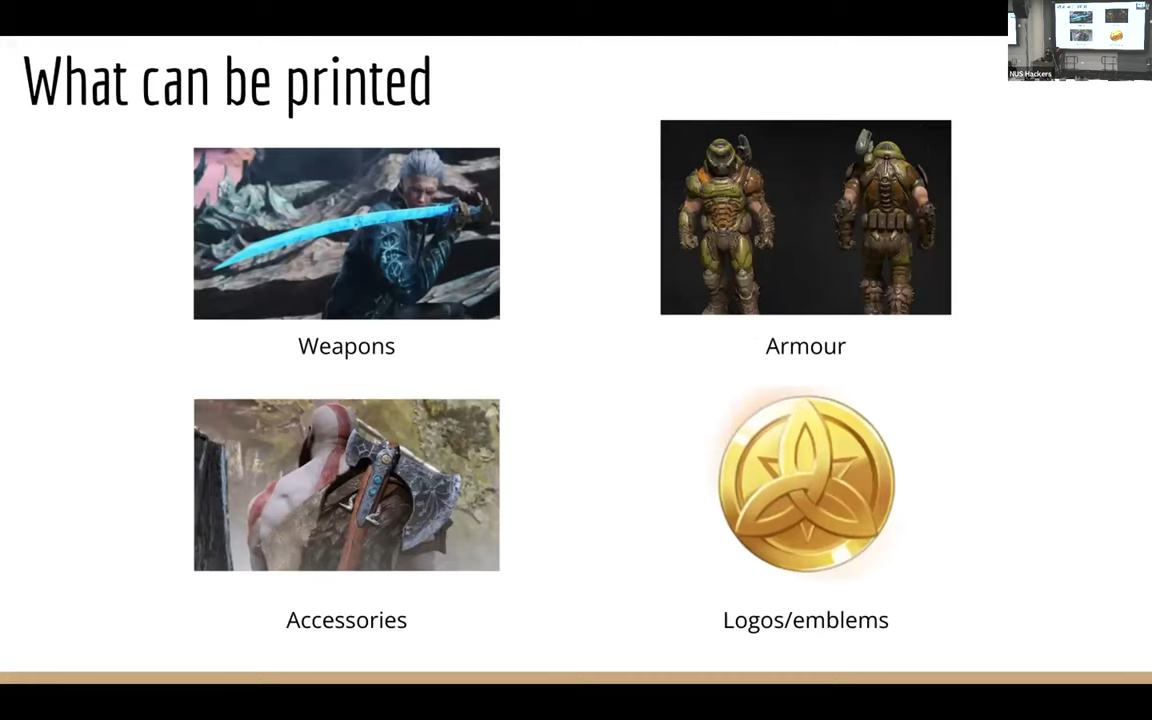 What can be printed
NUS Hackers
Weapons
Armour
Accessories
Logos/emblems